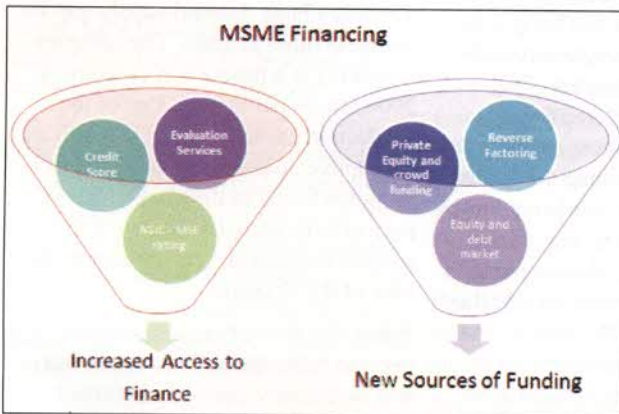 MSME Financing
Credit
Score
Evaluation
Services
NSIC - MSE
rating
Private
Equity and
crowd
funding
Reverse
Factoring
Equity and
debt
market
Increased Access to
Finance
New Sources of Funding